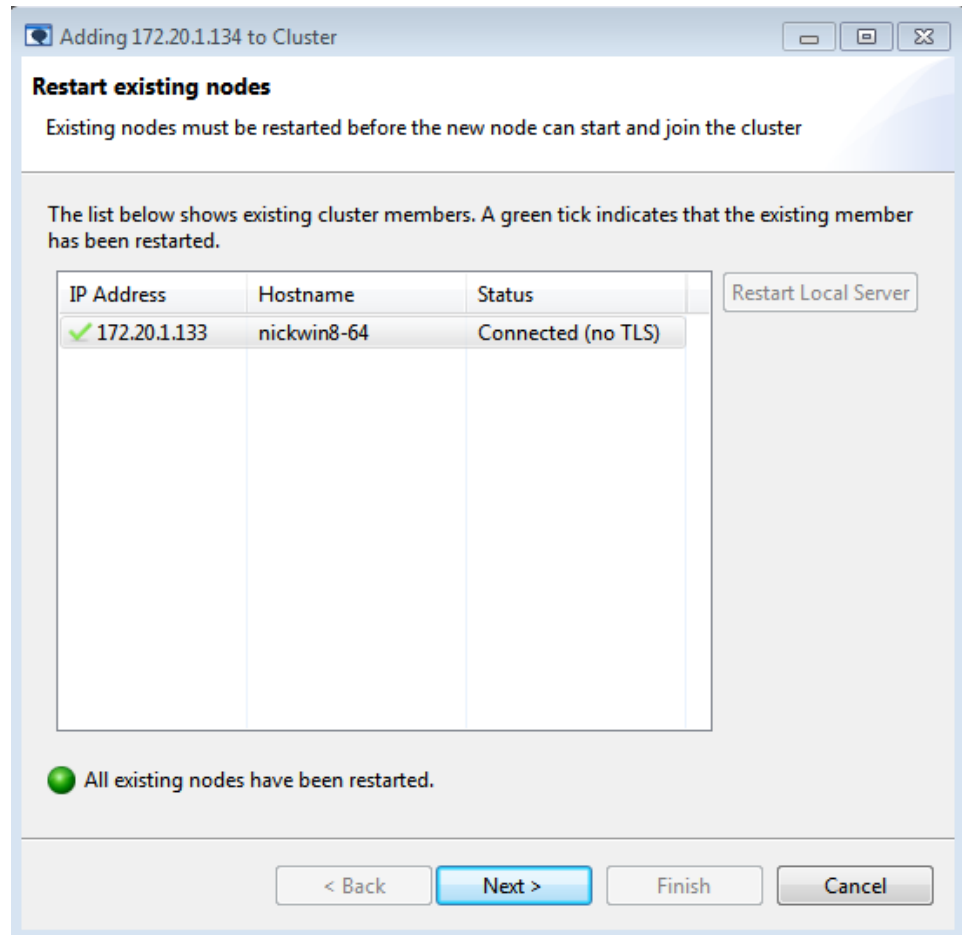 Adding 172.20.1.134 to Cluster
Restart existing nodes
Existing nodes must be restarted before the new node can start and join the cluster
The list below shows existing cluster members. A green tick indicates that the existing member
has been restarted.
IP Address Hostname Status Restart Local Server
172.20.1.133 nickwin8-64 Connected (no TLS)
All existing nodes have been restarted.
< Back Next > Finish Cancel